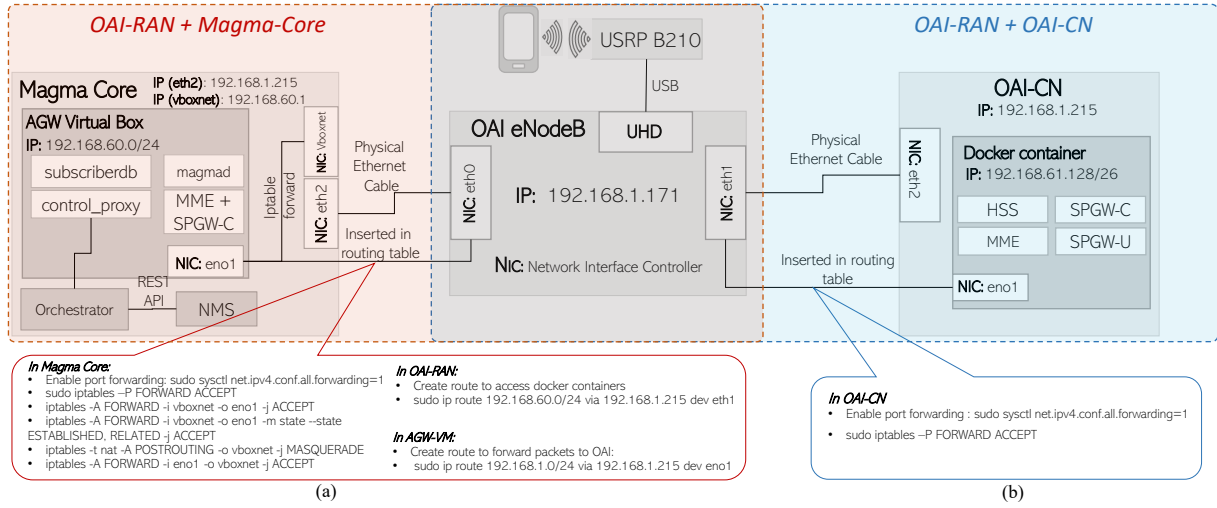 OAI-RAN + Magma-Core
OAI-RAN + OAI-CN
USRP B210
USB
Magma Core
IP (eth2): 192.168.1.215
IP (vboxnet): 192.168.60.1
AGW Virtual Box
IP: 192.168.60.0/24
subscriberdb
magmad
control_proxy
MME +
SPGW-C
NIC: eno1
Orchestrator
REST
API
NMS
Iptable
forward
NIC: Vboxnet
NIC: eth2
Physical
Ethernet
Cable
Inserted in
routing table
OAI eNodeB
UHD
NIC: eth0
IP: 192.168.1.171
NIC: eth1
NIC: Network Interface Controller
Physical
Ethernet Cable
Inserted in routing
table
OAI-CN
IP: 192.168.1.215
NIC: eth2
Docker container
IP: 192.168.61.128/26
HSS
SPGW-C
MME
SPGW-U
NIC: eno1
In Magma Core:
• Enable port forwarding: sudo sysctl net.ipv4.conf.all.forwarding=1
• sudo iptables –P FORWARD ACCEPT
• iptables -A FORWARD -i vboxnet -o eno1 -j ACCEPT
• iptables -A FORWARD -i vboxnet -o eno1 -m state --state
ESTABLISHED, RELATED -j ACCEPT
• iptables -t nat -A POSTROUTING -o vboxnet -j MASQUERADE
• iptables -A FORWARD -i eno1 -o vboxnet -j ACCEPT
In OAI-RAN:
• Create route to access docker containers
• sudo ip route 192.168.60.0/24 via 192.168.1.215 dev eth1
In AGW-VM:
• Create route to forward packets to OAI:
• sudo ip route 192.168.1.0/24 via 192.168.1.215 dev eno1
In OAI-CN
• Enable port forwarding : sudo sysctl net.ipv4.conf.all.forwarding=1
• sudo iptables –P FORWARD ACCEPT
(a)
(b)